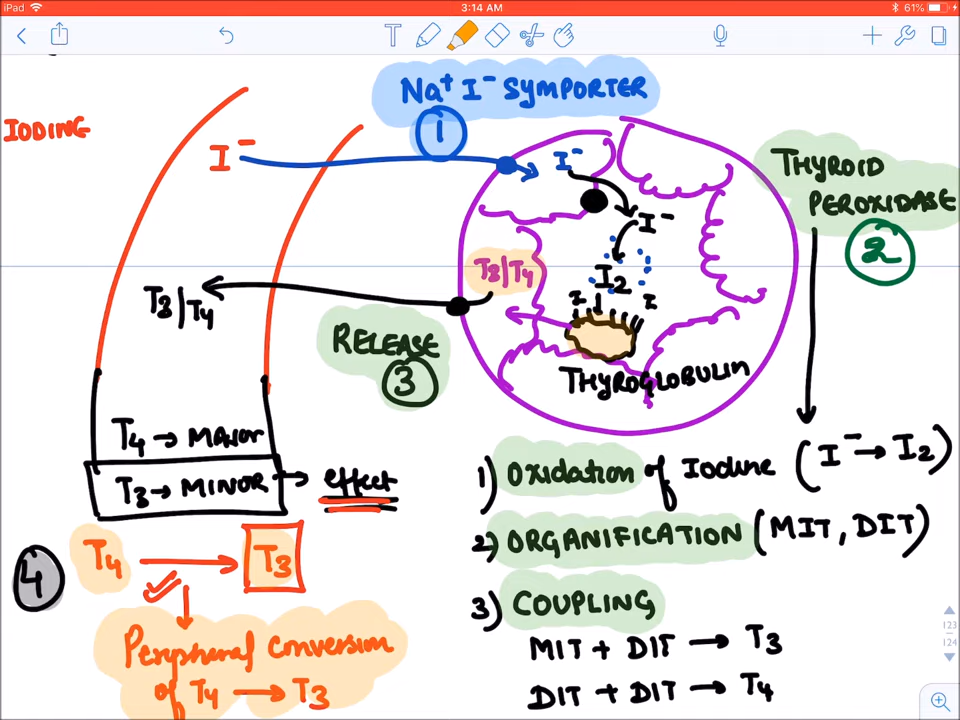 iPad
3:14 AM
61%
Na+ I- SYMPORTER
1
IODINE
I-
I-
I-
I2
I I
THYROID
PEROXIDASE
2
T3/T4
T3/T4
RELEASE
3
THYROGLOBULIN
T4 → MAJOR
T3 → MINOR → effect
4
T4 → T3
Peripheral conversion
of T4 → T3
1) Oxidation of Iodine (I- → I2)
2) ORGANIFICATION (MIT, DIT)
3) COUPLING
MIT + DIT → T3
DIT + DIT → T4
123
124